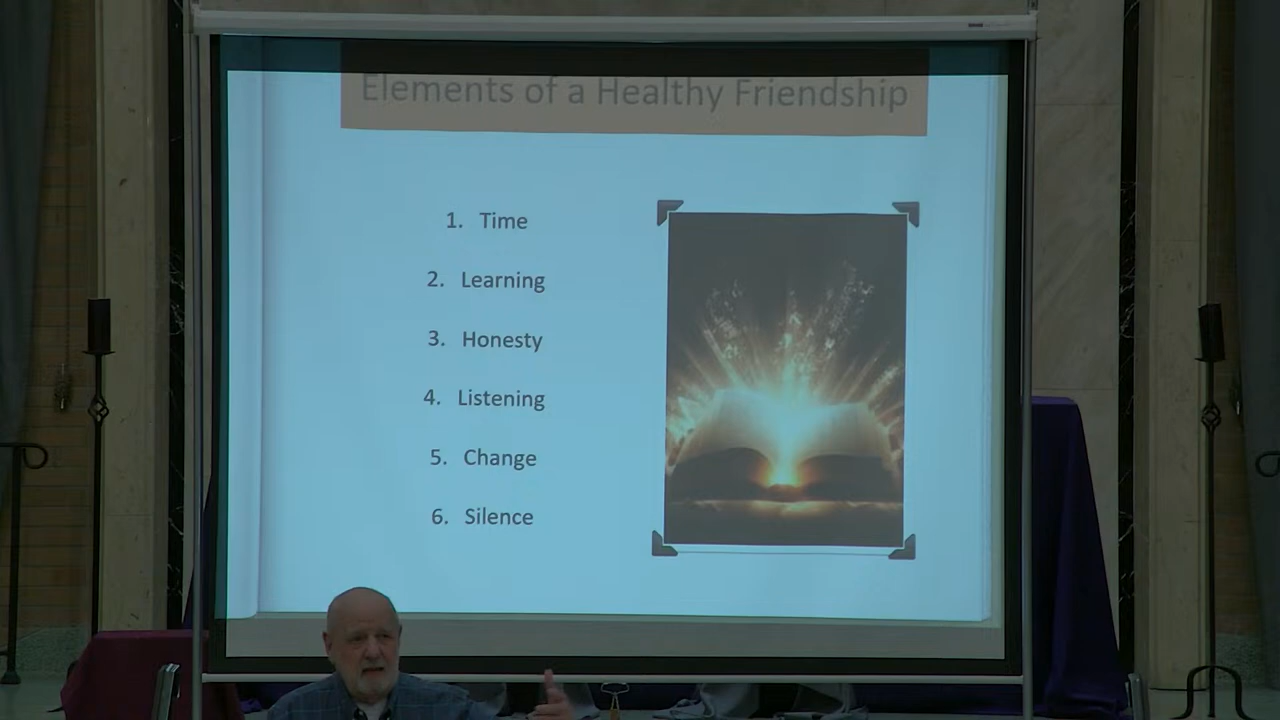 Elements of a Healthy Friendship
1. Time
2. Learning
3. Honesty
4. Listening
5. Change
6. Silence